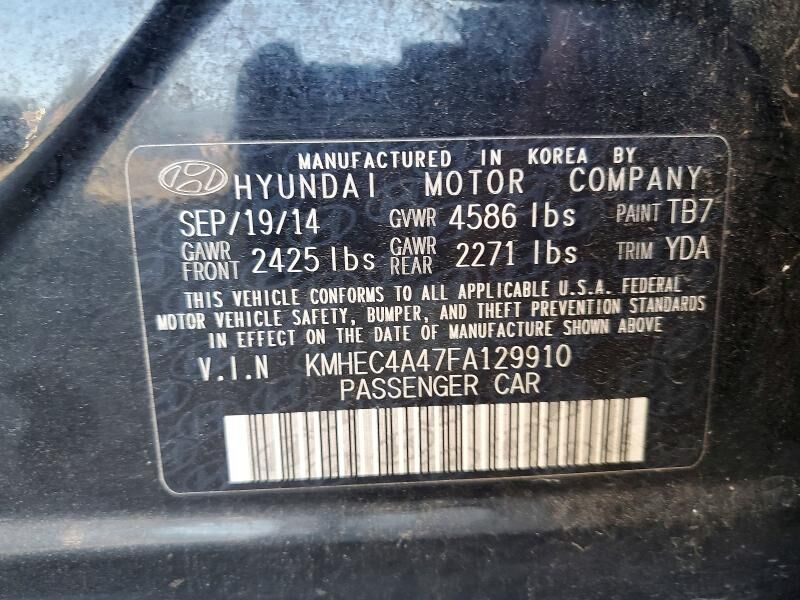 MANUFACTURED IN KOREA BY
HYUNDAI MOTOR COMPANY
SEP/19/14 GVWR 4586 lbs PAINT TB7
GAWR FRONT 2425 lbs GAWR REAR 2271 lbs TRIM YDA
THIS VEHICLE CONFORMS TO ALL APPLICABLE U.S.A. FEDERAL
MOTOR VEHICLE SAFETY, BUMPER, AND THEFT PREVENTION STANDARDS
IN EFFECT ON THE DATE OF MANUFACTURE SHOWN ABOVE
V.I.N KMHEC4A47FA129910
PASSENGER CAR